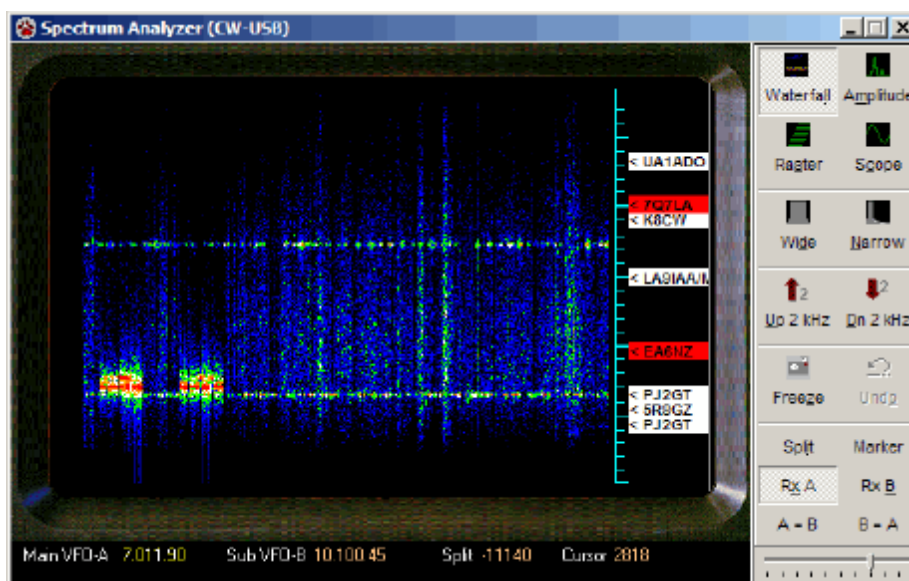 Spectrum Analyzer (CW-USB)
Waterfall Amplitude
< UA1ADO
Raster Scope
< 7Q7LA
< K8CW
Wide Narrow
< LA9IAA/M
Up 2 kHz Dn 2 kHz
< EA6NZ
Freeze Undo
< PJ2GT
< 5R8GZ
< PJ2GT
Split Marker
Rx A Rx B
A - B B - A
Main VFO-A 7.011.90 Sub VFO-B 10.100.45 Split -11140 Cursor 2818